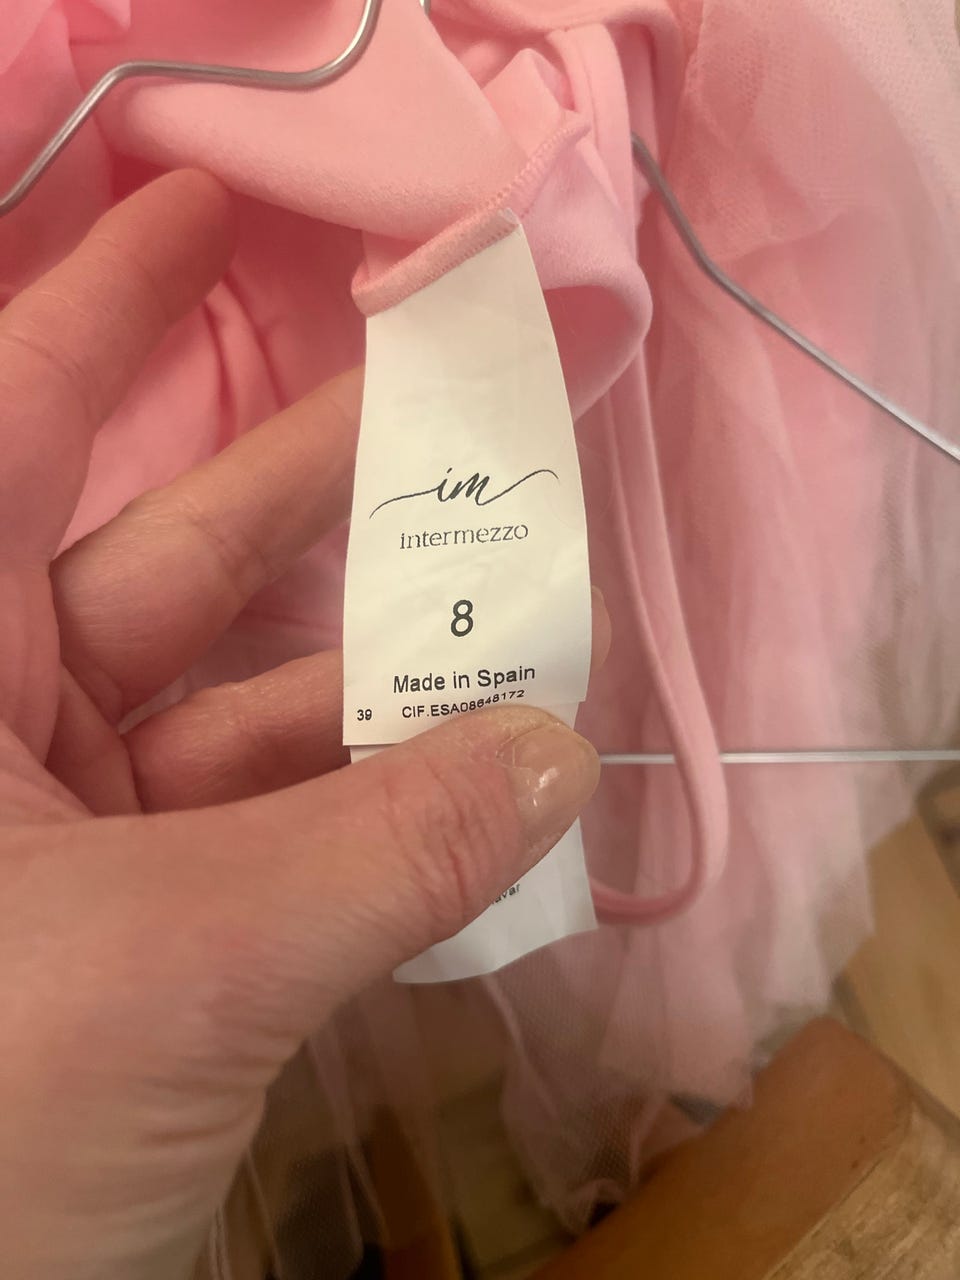 im
intermezzo
8
Made in Spain
39 CIF.ESA08648172